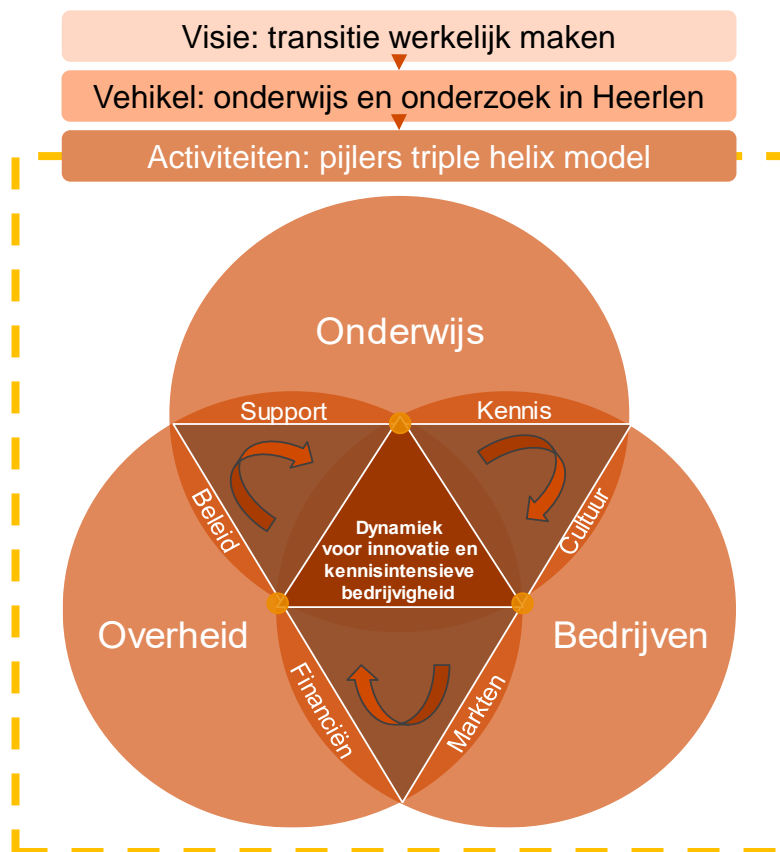 Visie: transitie werkelijk maken
Vehikel: onderwijs en onderzoek in Heerlen
Activiteiten: pijlers triple helix model
Onderwijs
Support
Kennis
Beleid
Cultuur
Dynamiek
voor innovatie en
kennisintensieve
bedrijvigheid
Overheid
Bedrijven
Financiën
Markten